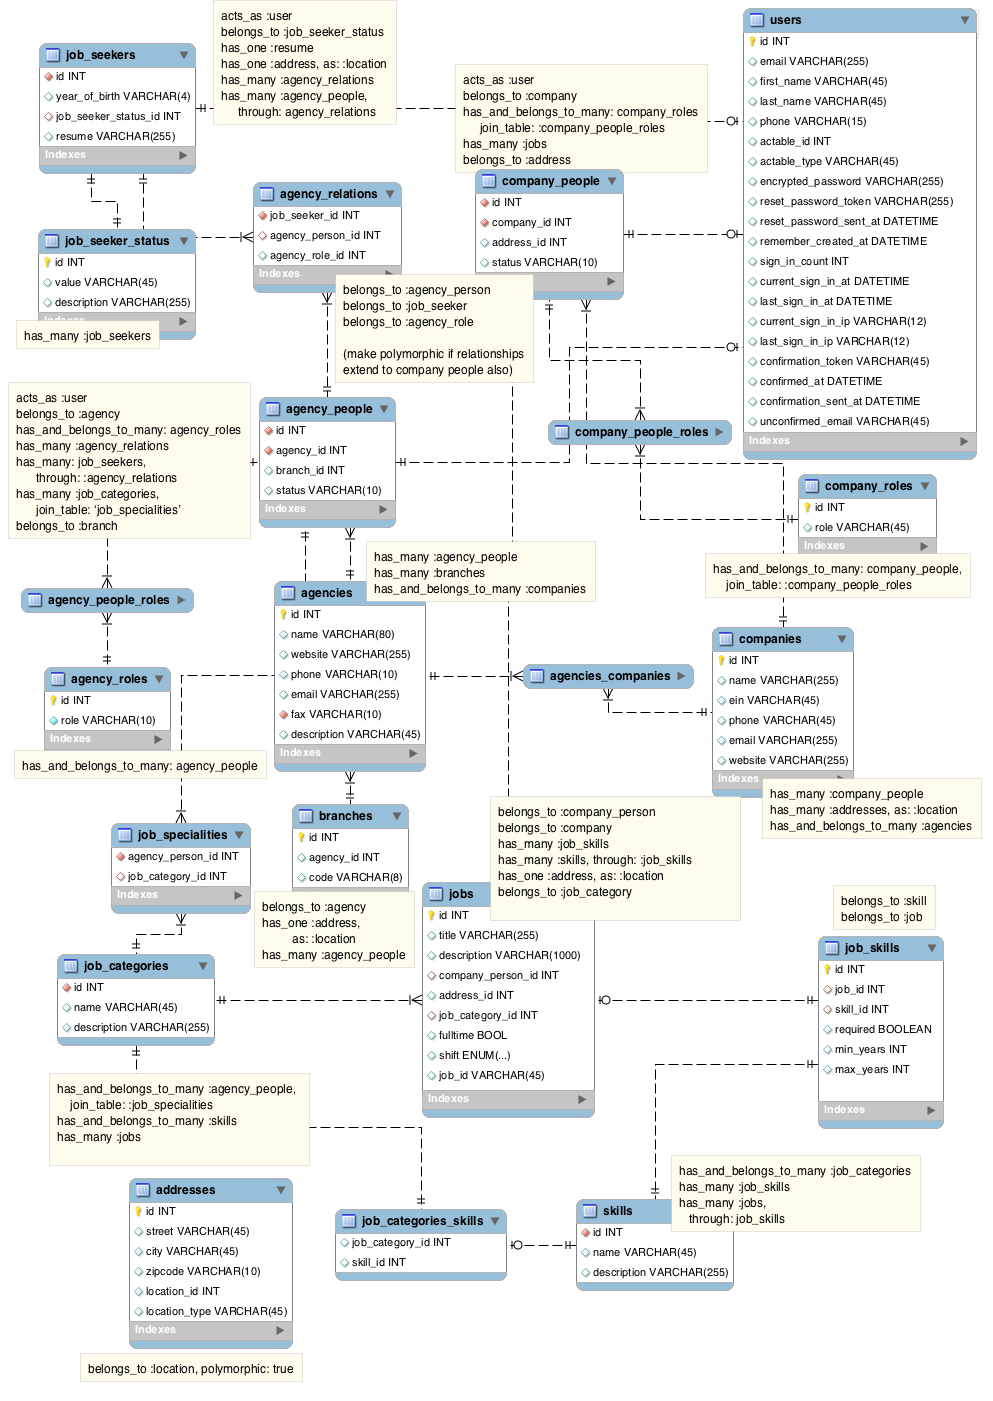 acts_as :user
belongs_to :job_seeker_status
has_one :resume
has_one :address, as: :location
has_many :agency_relations
has_many :agency_people,
through: :agency_relations
job_seekers
id INT
year_of_birth VARCHAR(4)
job_seeker_status_id INT
resume VARCHAR(255)
Indexes
acts_as :user
belongs_to :company
has_and_belongs_to_many: company_roles
join_table: :company_people_roles
has_many :jobs
belongs_to :address
users
id INT
email VARCHAR(255)
first_name VARCHAR(45)
last_name VARCHAR(45)
phone VARCHAR(15)
actable_id INT
actable_type VARCHAR(45)
encrypted_password VARCHAR(255)
reset_password_token VARCHAR(255)
reset_password_sent_at DATETIME
remember_created_at DATETIME
sign_in_count INT
current_sign_in_at DATETIME
last_sign_in_at DATETIME
current_sign_in_ip VARCHAR(12)
last_sign_in_ip VARCHAR(12)
confirmation_token VARCHAR(45)
confirmed_at DATETIME
confirmation_sent_at DATETIME
unconfirmed_email VARCHAR(45)
Indexes
agency_relations
job_seeker_id INT
agency_person_id INT
agency_role_id INT
Indexes
company_people
id INT
company_id INT
address_id INT
status VARCHAR(10)
job_seeker_status
id INT
value VARCHAR(45)
description VARCHAR(255)
Indexes
has_many :job_seekers
belongs_to :agency_person
belongs_to :job_seeker
belongs_to :agency_role
(make polymorphic if relationships
extend to company people also)
acts_as :user
belongs_to :agency
has_and_belongs_to_many: agency_roles
has_many :agency_relations
has_many: job_seekers,
through: :agency_relations
has_many :job_categories,
join_table: ‘job_specialities’
belongs_to :branch
agency_people
id INT
agency_id INT
branch_id INT
status VARCHAR(10)
Indexes
company_people_roles
company_roles
id INT
role VARCHAR(45)
Indexes
has_and_belongs_to_many: company_people,
join_table: :company_people_roles
has_many :agency_people
has_many :branches
has_and_belongs_to_many :companies
agency_people_roles
agencies
id INT
name VARCHAR(80)
website VARCHAR(255)
phone VARCHAR(10)
email VARCHAR(255)
fax VARCHAR(10)
description VARCHAR(45)
Indexes
agency_roles
id INT
role VARCHAR(10)
Indexes
has_and_belongs_to_many: agency_people
agencies_companies
companies
id INT
name VARCHAR(255)
ein VARCHAR(45)
phone VARCHAR(45)
email VARCHAR(255)
website VARCHAR(255)
Indexes
has_many :company_people
has_many :addresses, as: :location
has_and_belongs_to_many :agencies
job_specialities
agency_person_id INT
job_category_id INT
Indexes
branches
id INT
agency_id INT
code VARCHAR(8)
belongs_to :agency
has_one :address,
as: :location
has_many :agency_people
belongs_to :company_person
belongs_to :company
has_many :job_skills
has_many :skills, through: :job_skills
has_one :address, as: :location
belongs_to :job_category
jobs
id INT
title VARCHAR(255)
description VARCHAR(1000)
company_person_id INT
address_id INT
job_category_id INT
fulltime BOOL
shift ENUM(...)
job_id VARCHAR(45)
Indexes
belongs_to :skill
belongs_to :job
job_skills
id INT
job_id INT
skill_id INT
required BOOLEAN
min_years INT
max_years INT
Indexes
job_categories
id INT
name VARCHAR(45)
description VARCHAR(255)
has_and_belongs_to_many :agency_people,
join_table: :job_specialities
has_and_belongs_to_many :skills
has_many :jobs
addresses
id INT
street VARCHAR(45)
city VARCHAR(45)
zipcode VARCHAR(10)
location_id INT
location_type VARCHAR(45)
Indexes
belongs_to :location, polymorphic: true
job_categories_skills
job_category_id INT
skill_id INT
has_and_belongs_to_many :job_categories
has_many :job_skills
has_many :jobs,
through: :job_skills
skills
id INT
name VARCHAR(45)
description VARCHAR(255)